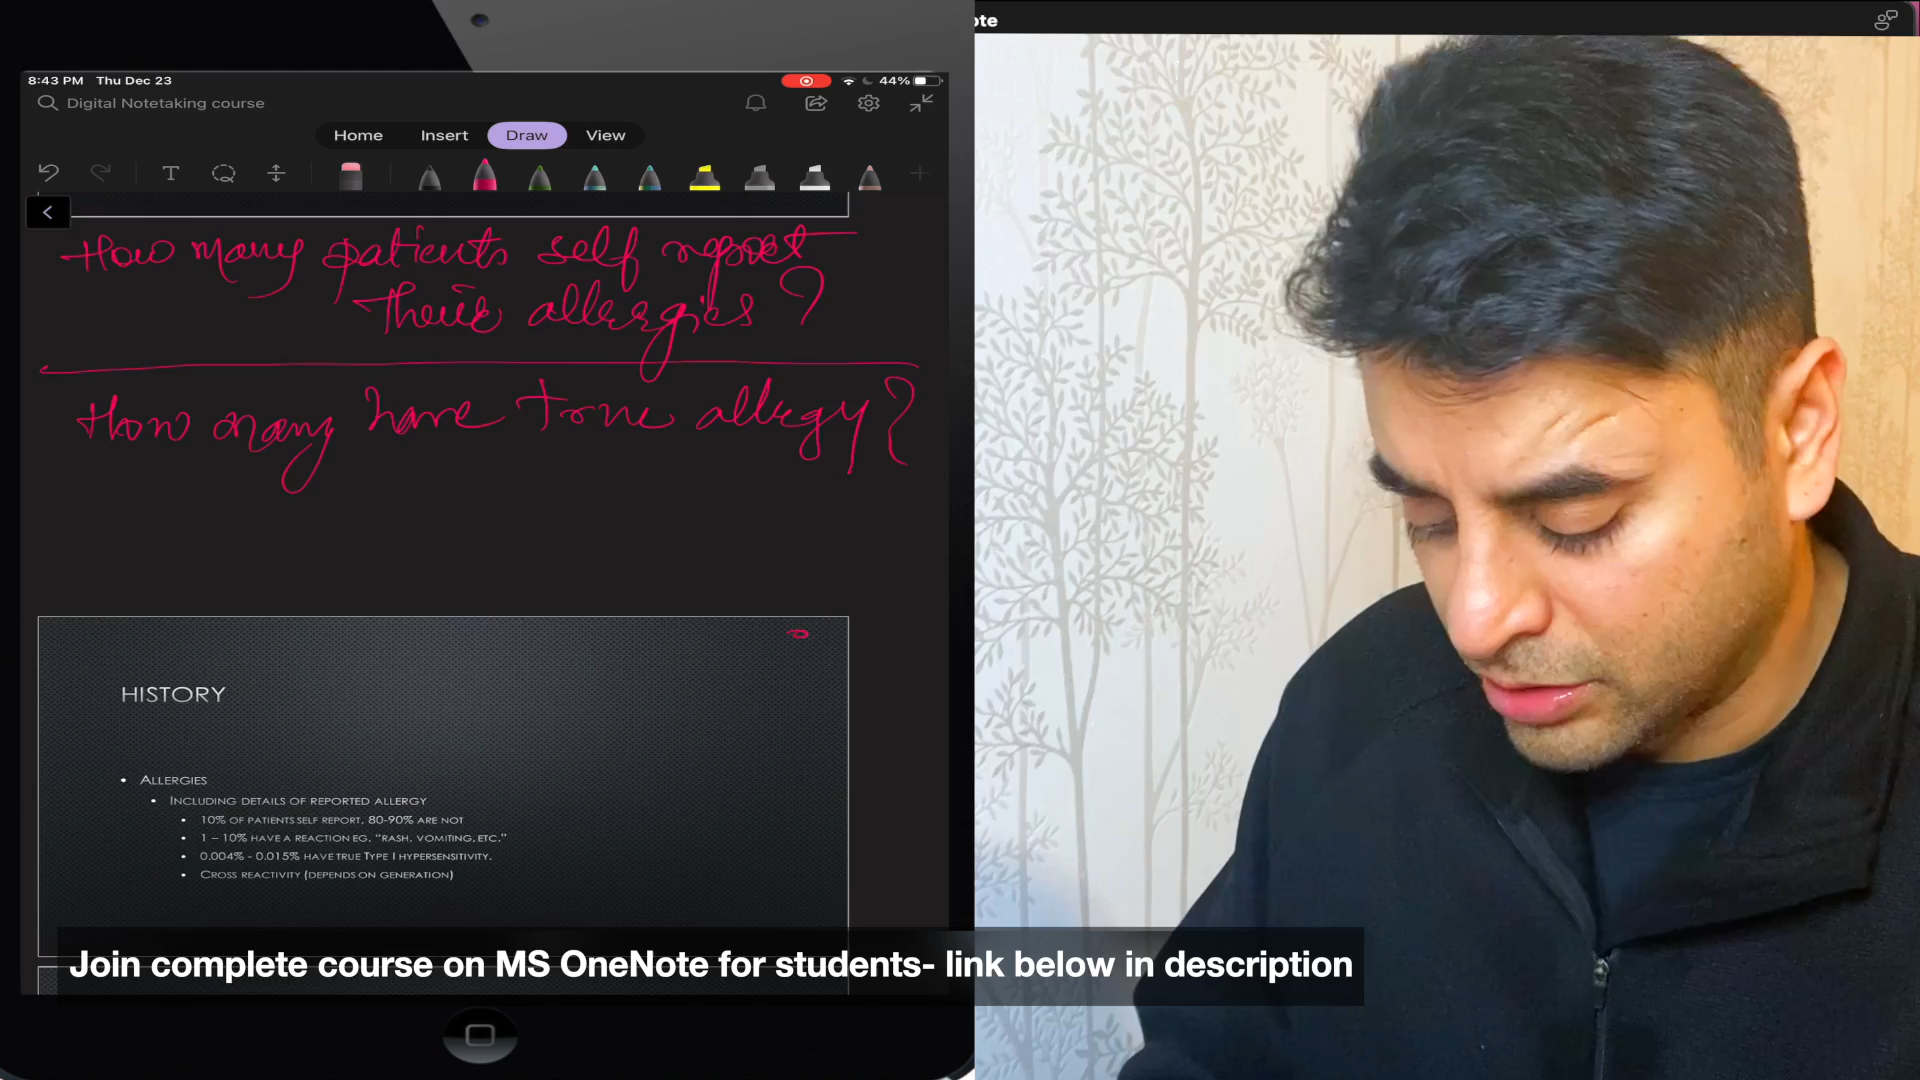 ote
8:43 PM Thu Dec 23
44%
Digital Notetaking course
Home Insert Draw View
T
How many patients self report
their allergies?
How many have true allergy?
HISTORY
• ALLERGIES
• INCLUDING DETAILS OF REPORTED ALLERGY
• 10% OF PATIENTS SELF REPORT, 80-90% ARE NOT
• 1 – 10% HAVE A REACTION EG. "RASH, VOMITING, ETC."
• 0.004% - 0.015% HAVE TRUE TYPE I HYPERSENSITIVITY.
• CROSS REACTIVITY (DEPENDS ON GENERATION)
Join complete course on MS OneNote for students- link below in description